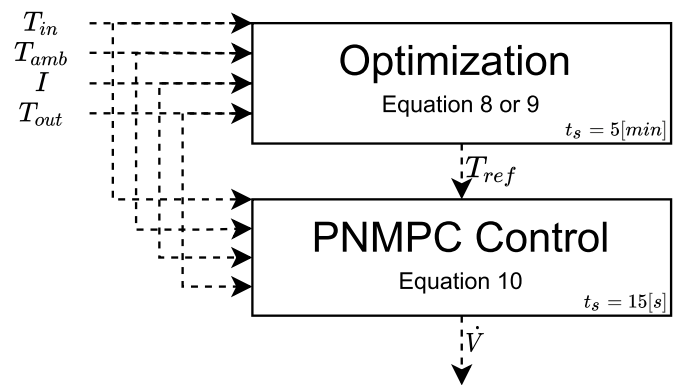 T_in
T_amb
I
T_out
Optimization
Equation 8 or 9
t_s = 5[min]
T_ref
PNMPC Control
Equation 10
t_s = 15[s]
V̇